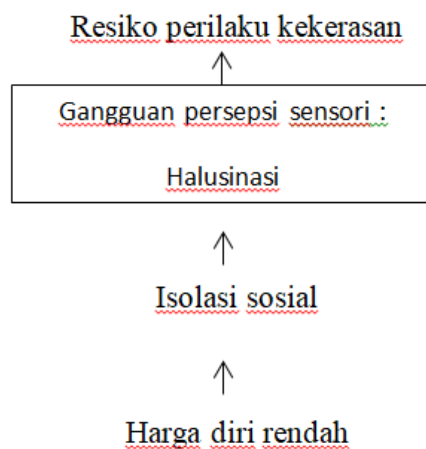 Resiko perilaku kekerasan
Gangguan persepsi sensori :
Halusinasi
Isolasi sosial
Harga diri rendah